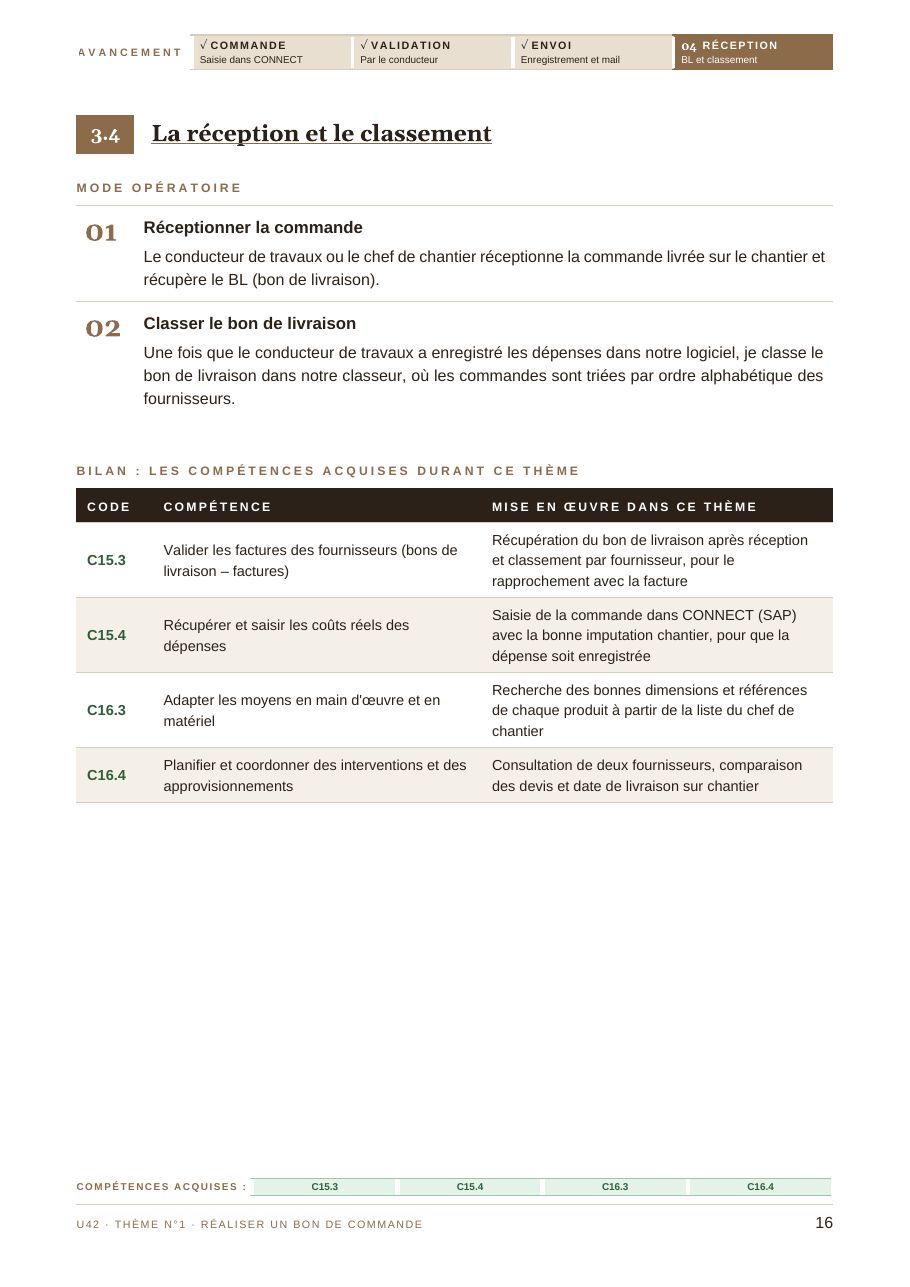 AVANCEMENT
√ COMMANDE
Saisie dans CONNECT
√ VALIDATION
Par le conducteur
√ ENVOI
Enregistrement et mail
04 RÉCEPTION
BL et classement
3.4 La réception et le classement
MODE OPÉRATOIRE
01 Réceptionner la commande
Le conducteur de travaux ou le chef de chantier réceptionne la commande livrée sur le chantier et
récupère le BL (bon de livraison).
02 Classer le bon de livraison
Une fois que le conducteur de travaux a enregistré les dépenses dans notre logiciel, je classe le
bon de livraison dans notre classeur, où les commandes sont triées par ordre alphabétique des
fournisseurs.
BILAN : LES COMPÉTENCES ACQUISES DURANT CE THÈME
CODE COMPÉTENCE MISE EN ŒUVRE DANS CE THÈME
C15.3
Valider les factures des fournisseurs (bons de
livraison – factures)
Récupération du bon de livraison après réception
et classement par fournisseur, pour le
rapprochement avec la facture
C15.4
Récupérer et saisir les coûts réels des
dépenses
Saisie de la commande dans CONNECT (SAP)
avec la bonne imputation chantier, pour que la
dépense soit enregistrée
C16.3
Adapter les moyens en main d'œuvre et en
matériel
Recherche des bonnes dimensions et références
de chaque produit à partir de la liste du chef de
chantier
C16.4
Planifier et coordonner des interventions et des
approvisionnements
Consultation de deux fournisseurs, comparaison
des devis et date de livraison sur chantier
COMPÉTENCES ACQUISES : C15.3 C15.4 C16.3 C16.4
U42 · THÈME N°1 · RÉALISER UN BON DE COMMANDE 16